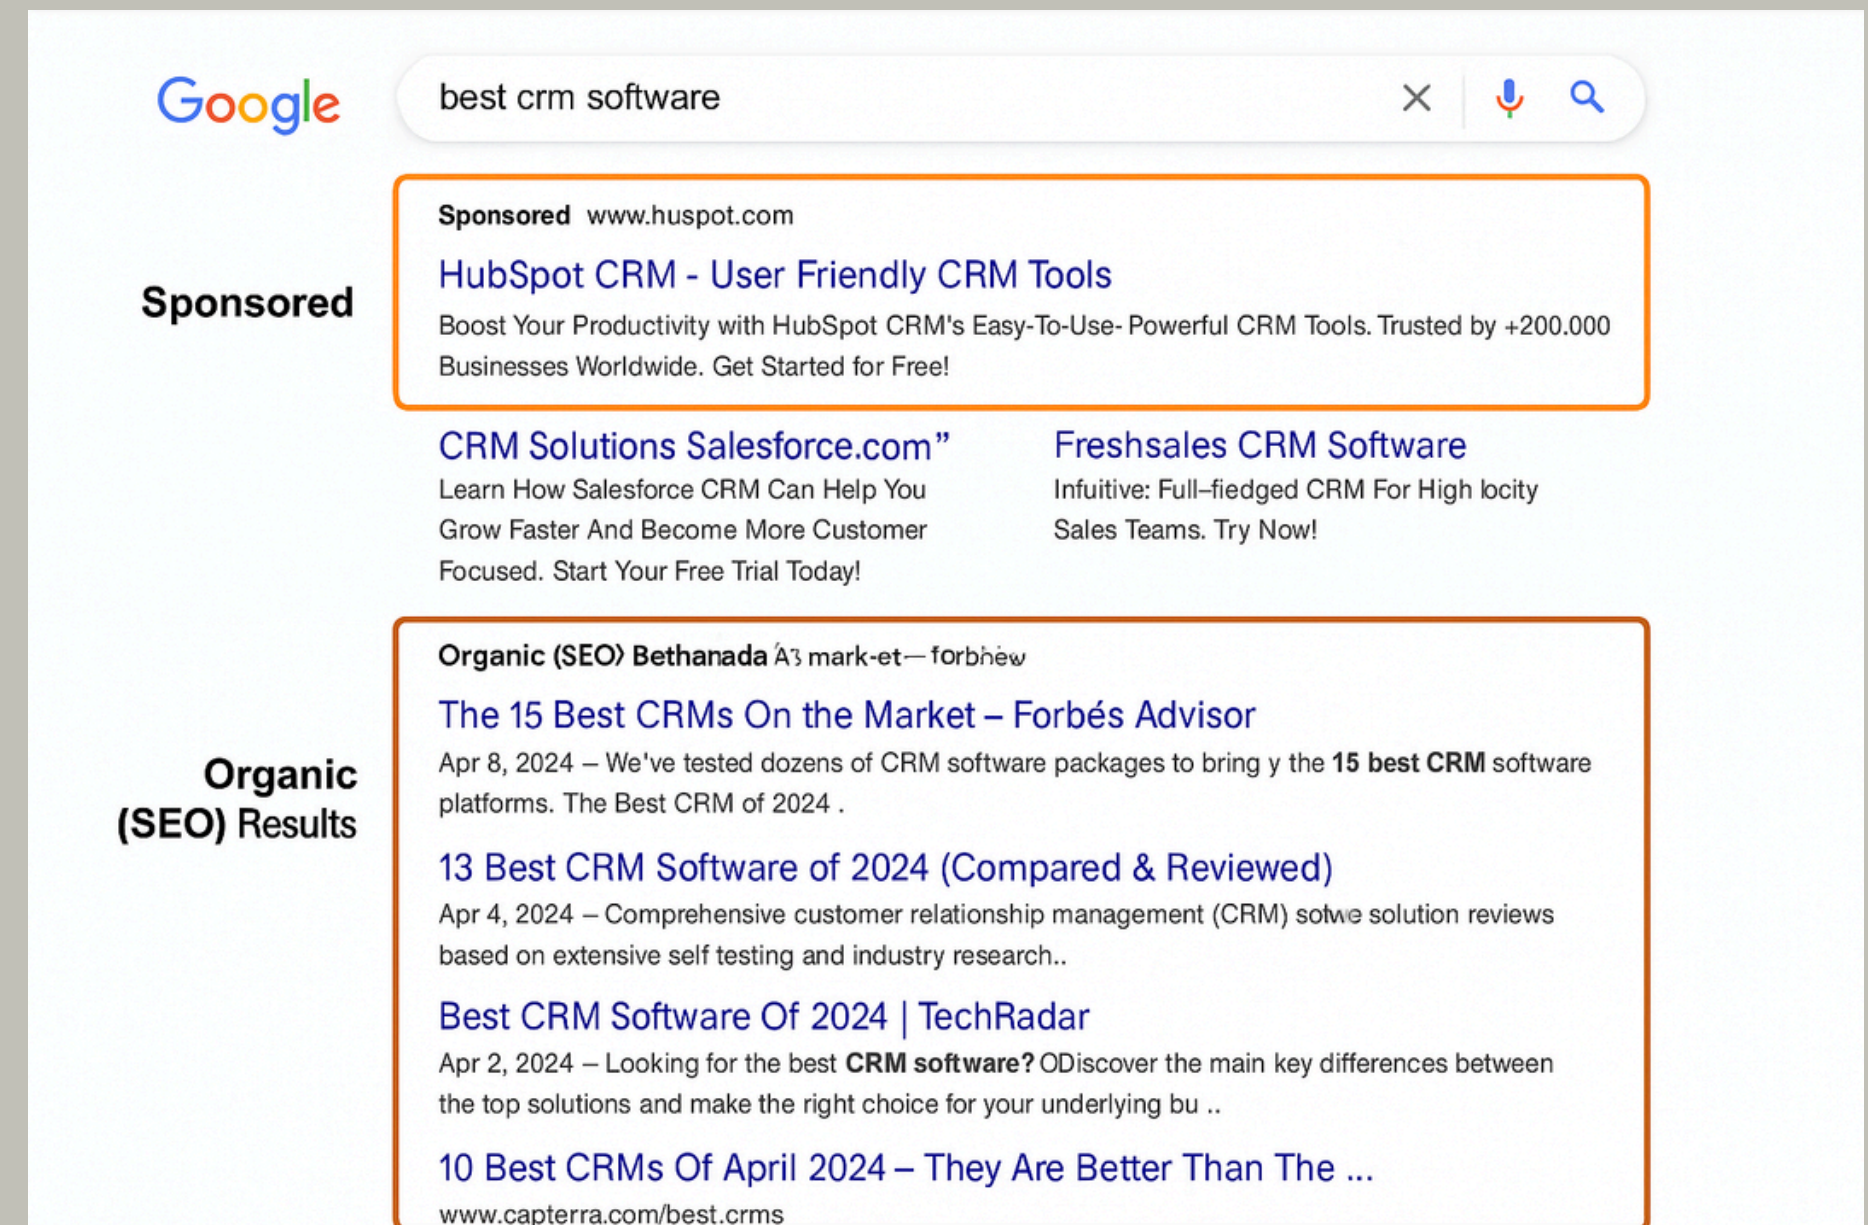 Google
best crm software
Sponsored
Sponsored www.huspot.com
HubSpot CRM - User Friendly CRM Tools
Boost Your Productivity with HubSpot CRM's Easy-To-Use- Powerful CRM Tools. Trusted by +200.000
Businesses Worldwide. Get Started for Free!
CRM Solutions Salesforce.com”
Learn How Salesforce CRM Can Help You
Grow Faster And Become More Customer
Focused. Start Your Free Trial Today!
Freshsales CRM Software
Infuitive: Full–fiedged CRM For High locity
Sales Teams. Try Now!
Organic
(SEO) Results
Organic (SEO) Bethanada mark-et—
The 15 Best CRMs On the Market – Forbés Advisor
Apr 8, 2024 – We've tested dozens of CRM software packages to bring y the 15 best CRM software
platforms. The Best CRM of 2024 .
13 Best CRM Software of 2024 (Compared & Reviewed)
Apr 4, 2024 – Comprehensive customer relationship management (CRM) solution reviews
based on extensive self testing and industry research..
Best CRM Software Of 2024 | TechRadar
Apr 2, 2024 – Looking for the best CRM software? ODiscover the main key differences between
the top solutions and make the right choice for your underlying bu ..
10 Best CRMs Of April 2024 – They Are Better Than The ...
www.capterra.com/best.crms